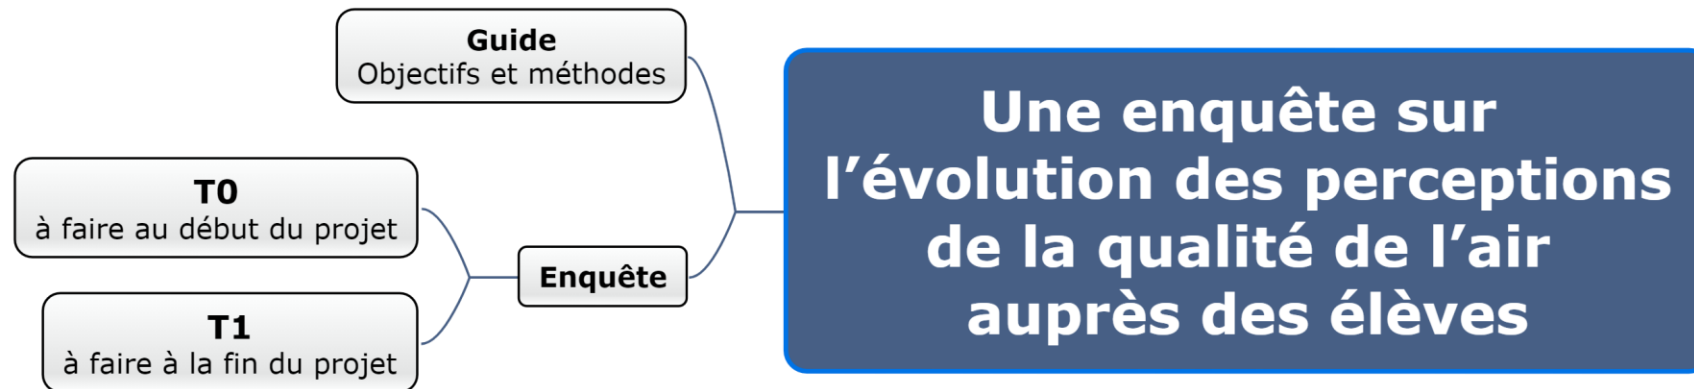 Guide
Objectifs et méthodes
T0
à faire au début du projet
Enquête
T1
à faire à la fin du projet
Une enquête sur
l’évolution des perceptions
de la qualité de l’air
auprès des élèves